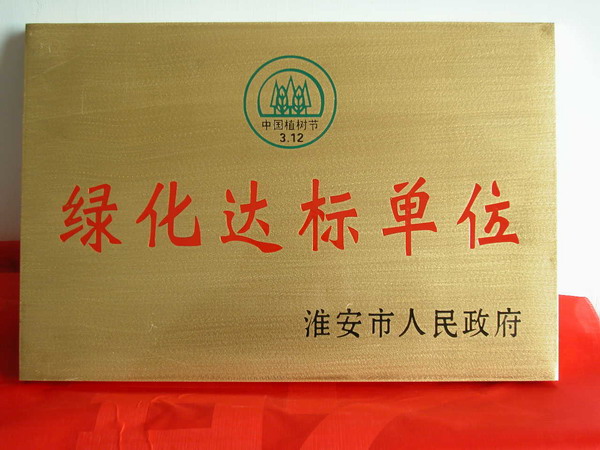 中国植树节
3.12
绿化达标单位
淮安市人民政府